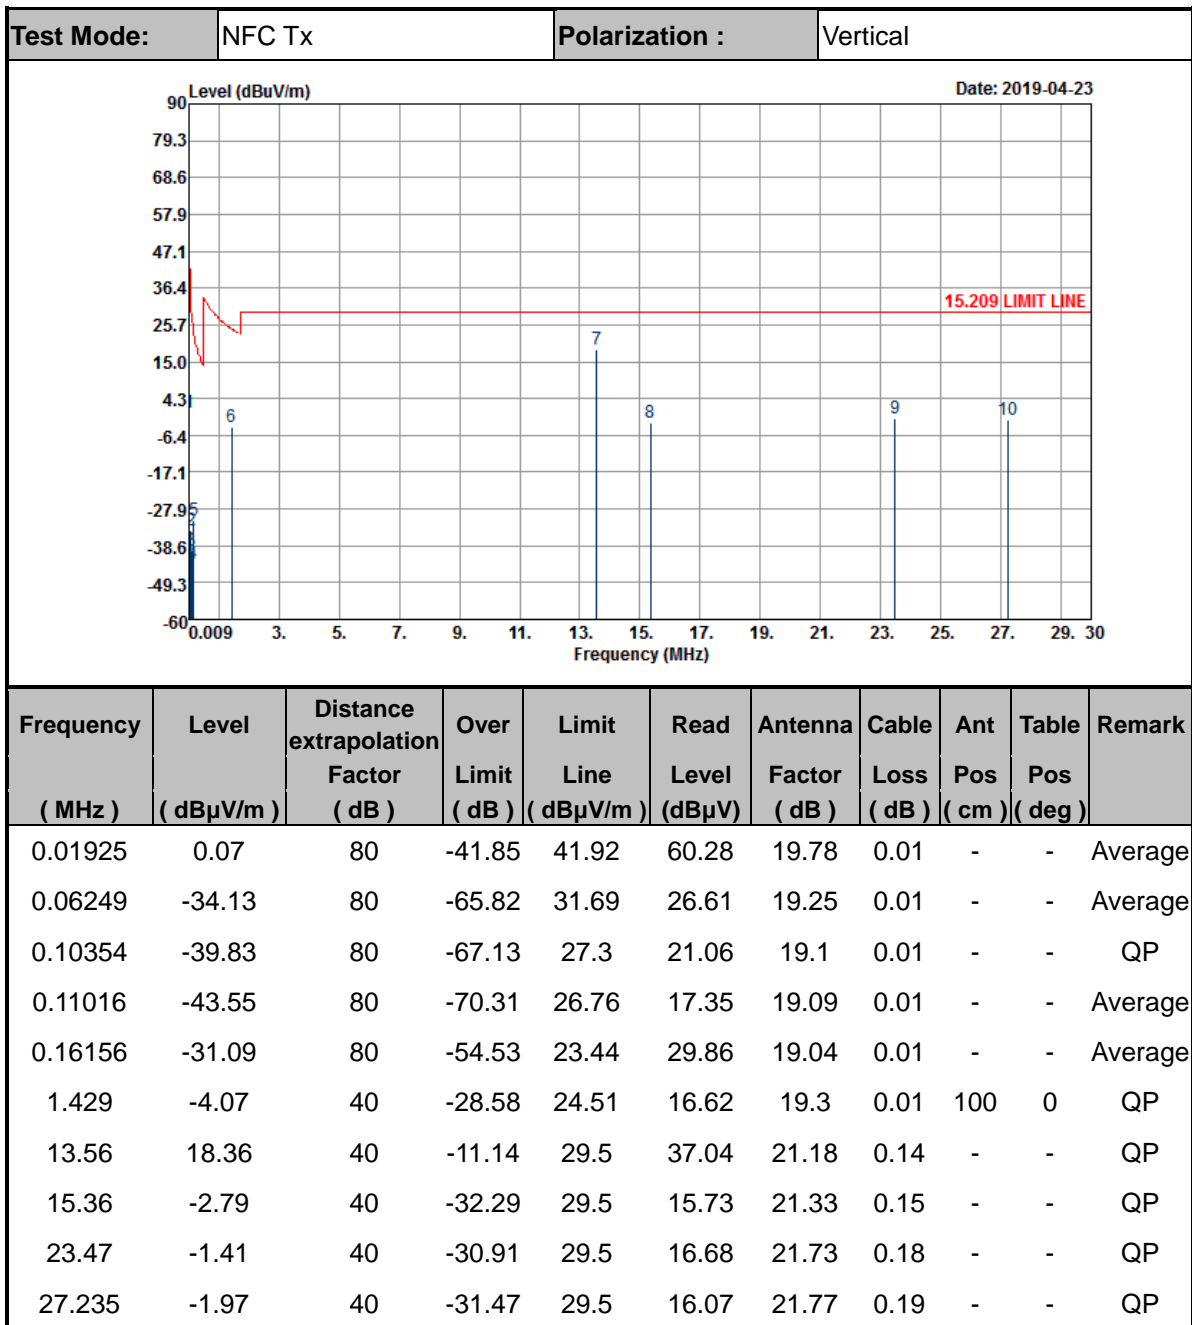 Test Mode: NFC Tx Polarization : Vertical
Level (dBuV/m) Date: 2019-04-23
90
79.3
68.6
57.9
47.1
36.4
15.209 LIMIT LINE
25.7
7
15.0
4.3
6 8 9 10
-6.4
-17.1
-27.9 5
-38.6
-49.3
-60
0.009 3. 5. 7. 9. 11. 13. 15. 17. 19. 21. 23. 25. 27. 29. 30
Frequency (MHz)
Frequency Level Distance extrapolation Over Limit Read Antenna Cable Ant Table Remark
Factor Limit Line Level Factor Loss Pos Pos
( MHz ) ( dBµV/m ) ( dB ) ( dB ) ( dBµV/m ) (dBµV) ( dB ) ( dB ) ( cm ) ( deg )
0.01925 0.07 80 -41.85 41.92 60.28 19.78 0.01 - - Average
0.06249 -34.13 80 -65.82 31.69 26.61 19.25 0.01 - - Average
0.10354 -39.83 80 -67.13 27.3 21.06 19.1 0.01 - - QP
0.11016 -43.55 80 -70.31 26.76 17.35 19.09 0.01 - - Average
0.16156 -31.09 80 -54.53 23.44 29.86 19.04 0.01 - - Average
1.429 -4.07 40 -28.58 24.51 16.62 19.3 0.01 100 0 QP
13.56 18.36 40 -11.14 29.5 37.04 21.18 0.14 - - QP
15.36 -2.79 40 -32.29 29.5 15.73 21.33 0.15 - - QP
23.47 -1.41 40 -30.91 29.5 16.68 21.73 0.18 - - QP
27.235 -1.97 40 -31.47 29.5 16.07 21.77 0.19 - - QP